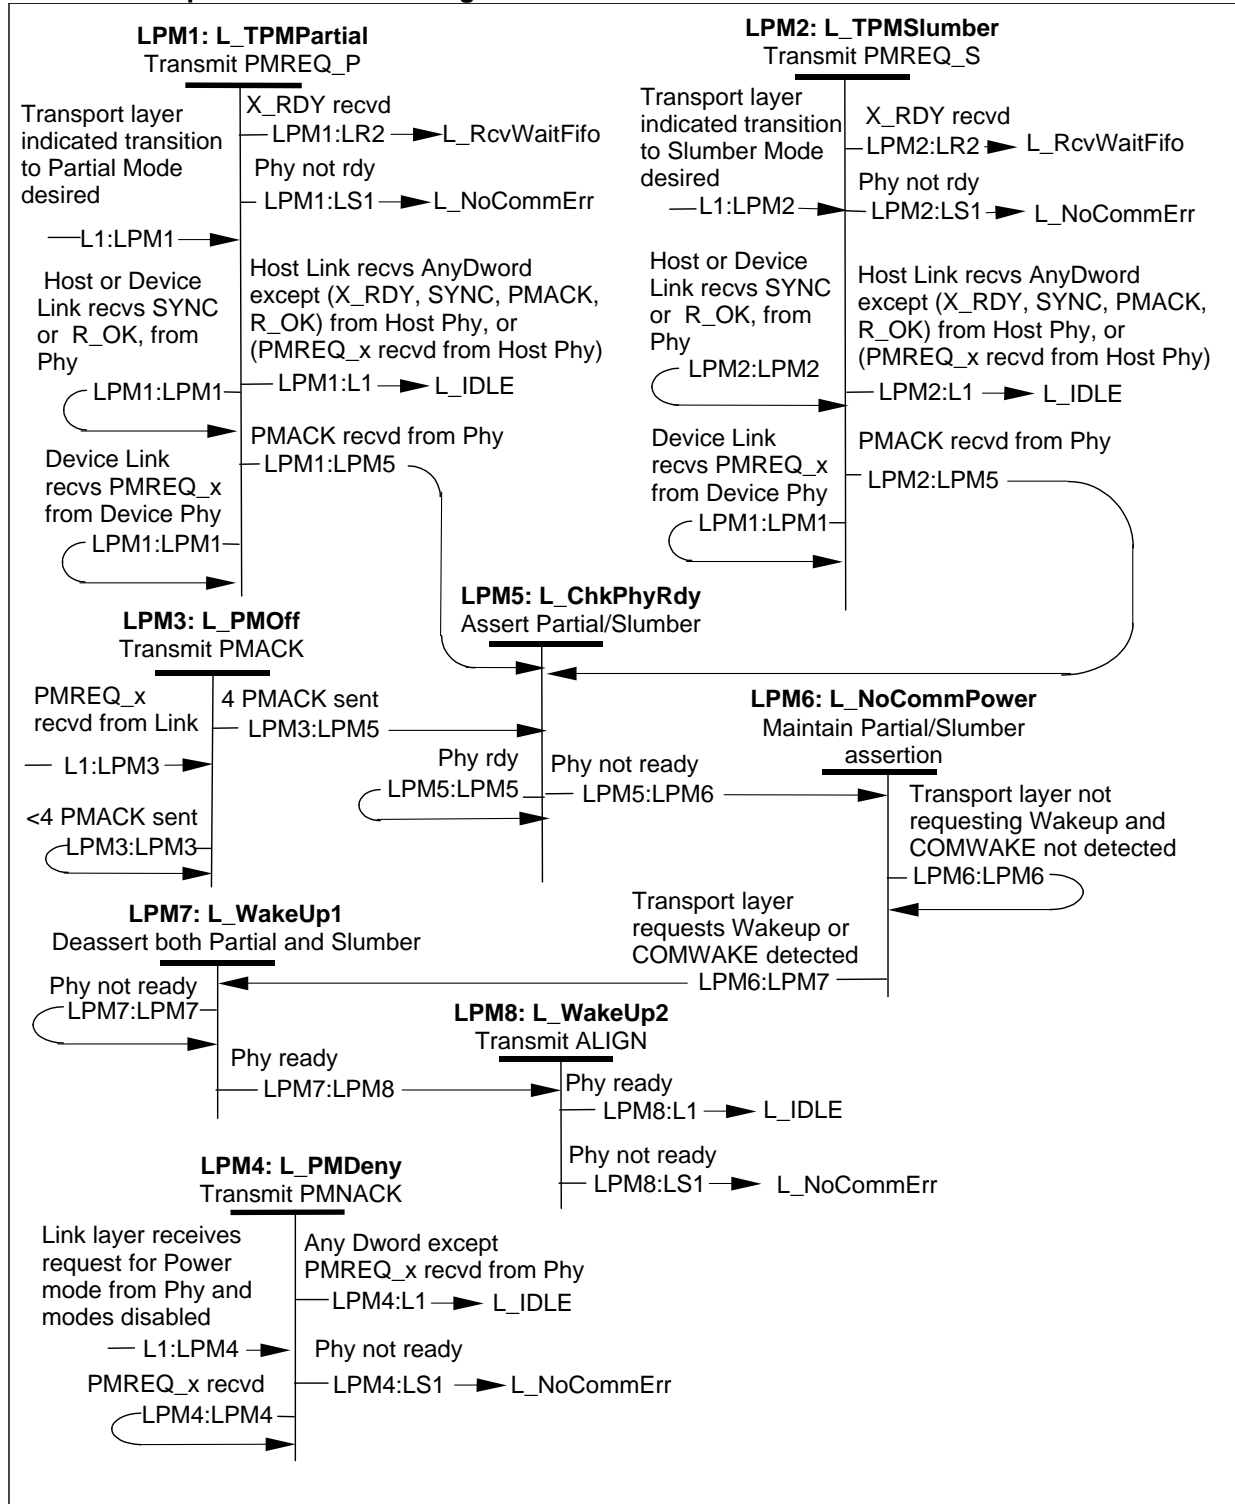 LPM1: L_TPMPartial
Transmit PMREQ_P
Transport layer
indicated transition
to Partial Mode
desired
L1:LPM1
Host or Device
Link recvs SYNC
or R_OK, from
Phy
LPM1:LPM1
Device Link
recvs PMREQ_x
from Device Phy
LPM1:LPM1
X_RDY recvd
LPM1:LR2 L_RcvWaitFifo
Phy not rdy
LPM1:LS1 L_NoCommErr
Host Link recvs AnyDword
except (X_RDY, SYNC, PMACK,
R_OK) from Host Phy, or
(PMREQ_x recvd from Host Phy)
LPM1:L1 L_IDLE
PMACK recvd from Phy
LPM1:LPM5
LPM2: L_TPMSlumber
Transmit PMREQ_S
Transport layer
indicated transition
to Slumber Mode
desired
L1:LPM2
Host or Device
Link recvs SYNC
or R_OK, from
Phy
LPM2:LPM2
Device Link
recvs PMREQ_x
from Device Phy
LPM1:LPM1
X_RDY recvd
LPM2:LR2 L_RcvWaitFifo
Phy not rdy
LPM2:LS1 L_NoCommErr
Host Link recvs AnyDword
except (X_RDY, SYNC, PMACK,
R_OK) from Host Phy, or
(PMREQ_x recvd from Host Phy)
LPM2:L1 L_IDLE
PMACK recvd from Phy
LPM2:LPM5
LPM3: L_PMOff
Transmit PMACK
PMREQ_x
recvd from Link
L1:LPM3
<4 PMACK sent
LPM3:LPM3
4 PMACK sent
LPM3:LPM5
LPM5: L_ChkPhyRdy
Assert Partial/Slumber
Phy rdy
LPM5:LPM5
Phy not ready
LPM5:LPM6
LPM6: L_NoCommPower
Maintain Partial/Slumber
assertion
Transport layer not
requesting Wakeup and
COMWAKE not detected
LPM6:LPM6
Transport layer
requests Wakeup or
COMWAKE detected
LPM6:LPM7
LPM7: L_WakeUp1
Deassert both Partial and Slumber
Phy not ready
LPM7:LPM7
Phy ready
LPM7:LPM8
LPM8: L_WakeUp2
Transmit ALIGN
Phy ready
LPM8:L1 L_IDLE
Phy not ready
LPM8:LS1 L_NoCommErr
LPM4: L_PMDeny
Transmit PMNACK
Link layer receives
request for Power
mode from Phy and
modes disabled
L1:LPM4
PMREQ_x recvd
LPM4:LPM4
Any Dword except
PMREQ_x recvd from Phy
LPM4:L1 L_IDLE
Phy not ready
LPM4:LS1 L_NoCommErr